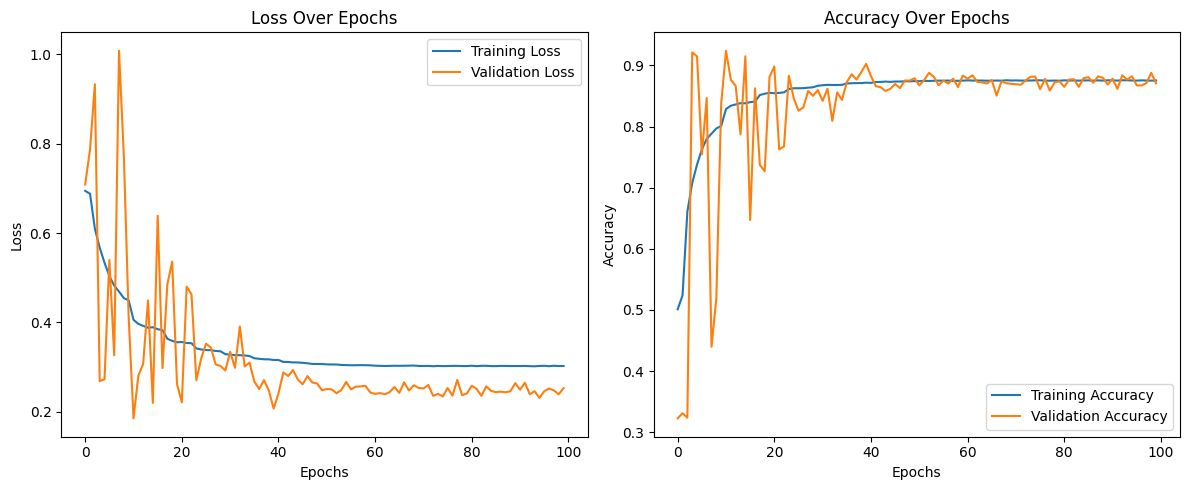 Loss Over Epochs
Training Loss
Validation Loss
Loss
1.0
0.8
0.6
0.4
0.2
0
20
40
60
80
100
Epochs
Accuracy Over Epochs
Accuracy
0.9
0.8
0.7
0.6
0.5
0.4
0.3
Training Accuracy
Validation Accuracy
0
20
40
60
80
100
Epochs